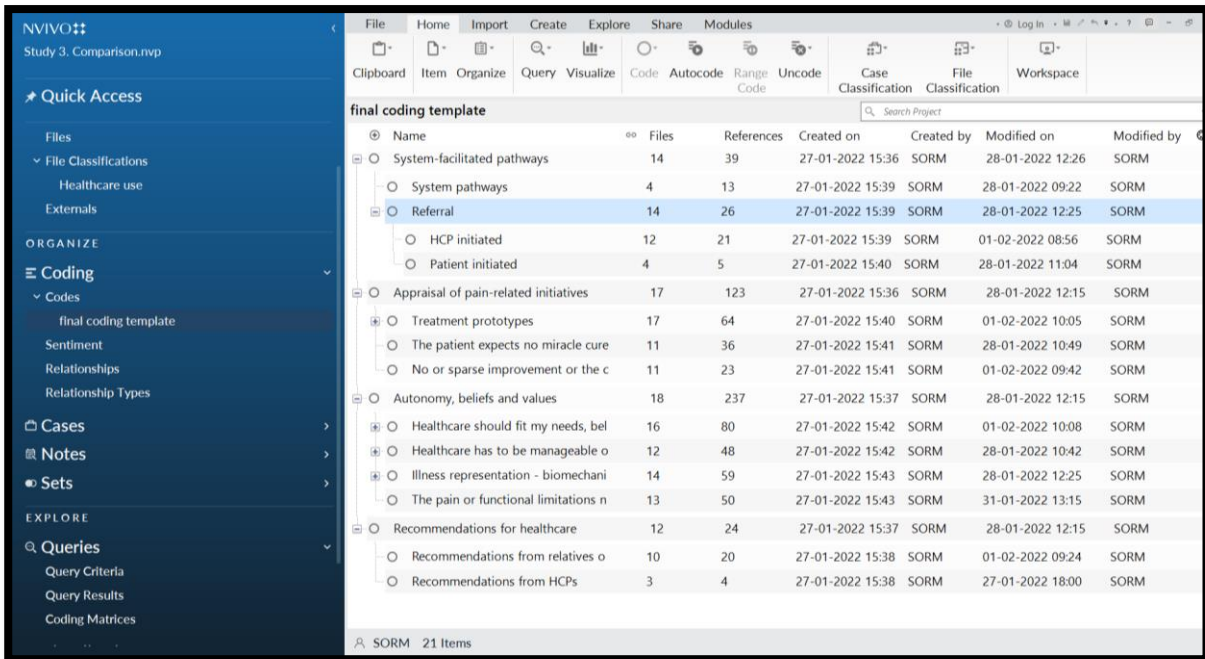 NVIVO
Study 3. Comparison.nvp
Quick Access
Files
File Classifications
Healthcare use
Externals
ORGANIZE
Coding
Codes
final coding template
Sentiment
Relationships
Relationship Types
Cases
Notes
Sets
EXPLORE
Queries
Query Criteria
Query Results
Coding Matrices
File Home Import Create Explore Share Modules Log In ?
Clipboard Item Organize Query Visualize Code Autocode Range Code Uncode Case Classification File Classification Workspace
final coding template Search Project
Name Files References Created on Created by Modified on Modified by
System-facilitated pathways 14 39 27-01-2022 15:36 SORM 28-01-2022 12:26 SORM
System pathways 4 13 27-01-2022 15:39 SORM 28-01-2022 09:22 SORM
Referral 14 26 27-01-2022 15:39 SORM 28-01-2022 12:25 SORM
HCP initiated 12 21 27-01-2022 15:39 SORM 01-02-2022 08:56 SORM
Patient initiated 4 5 27-01-2022 15:40 SORM 28-01-2022 11:04 SORM
Appraisal of pain-related initiatives 17 123 27-01-2022 15:36 SORM 28-01-2022 12:15 SORM
Treatment prototypes 17 64 27-01-2022 15:40 SORM 01-02-2022 10:05 SORM
The patient expects no miracle cure 11 36 27-01-2022 15:41 SORM 28-01-2022 10:49 SORM
No or sparse improvement or the c 11 23 27-01-2022 15:41 SORM 01-02-2022 09:42 SORM
Autonomy, beliefs and values 18 237 27-01-2022 15:37 SORM 28-01-2022 12:15 SORM
Healthcare should fit my needs, bel 16 80 27-01-2022 15:42 SORM 01-02-2022 10:08 SORM
Healthcare has to be manageable o 12 48 27-01-2022 15:42 SORM 28-01-2022 10:42 SORM
Illness representation - biomechani 14 59 27-01-2022 15:43 SORM 28-01-2022 12:25 SORM
The pain or functional limitations n 13 50 27-01-2022 15:43 SORM 31-01-2022 13:15 SORM
Recommendations for healthcare 12 24 27-01-2022 15:37 SORM 28-01-2022 12:15 SORM
Recommendations from relatives o 10 20 27-01-2022 15:38 SORM 01-02-2022 09:24 SORM
Recommendations from HCPs 3 4 27-01-2022 15:38 SORM 27-01-2022 18:00 SORM
SORM 21 Items